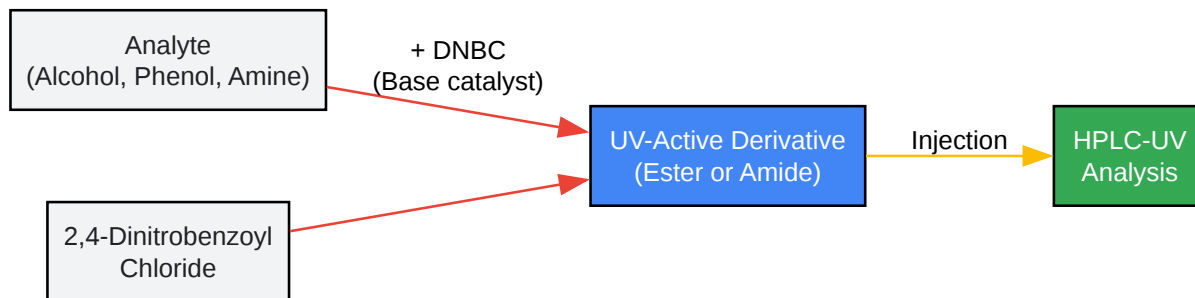 Analyte
(Alcohol, Phenol, Amine)
+ DNBC
(Base catalyst)
UV-Active Derivative
(Ester or Amide)
Injection
HPLC-UV
Analysis
2,4-Dinitrobenzoyl
Chloride